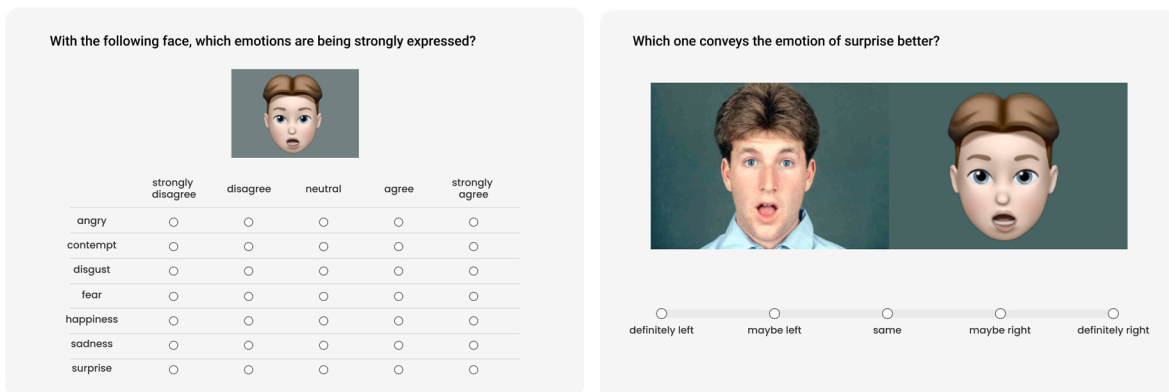 With the following face, which emotions are being strongly expressed?
strongly disagree disagree neutral agree strongly agree
angry
contempt
disgust
fear
happiness
sadness
surprise
Which one conveys the emotion of surprise better?
definitely left maybe left same maybe right definitely right